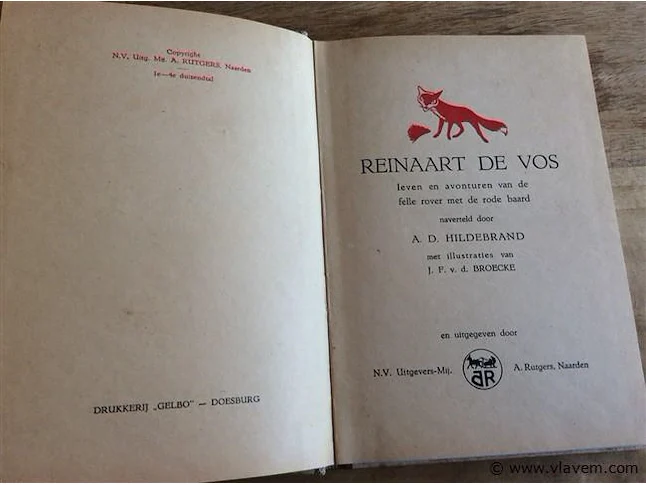 Copyright
N.V. Uitg. Mij. A. RUTGERS, Naarden
1e—4e duizendtal
DRUKKERIJ „GELBO" — DOESBURG
REINAART DE VOS
leven en avonturen van de
felle rover met de rode baard
naverteld door
A. D. HILDEBRAND
met illustraties van
J. F. v. d. BROECKE
en uitgegeven door
N.V. Uitgevers-Mij. AR A. Rutgers, Naarden
© www.vlavem.com